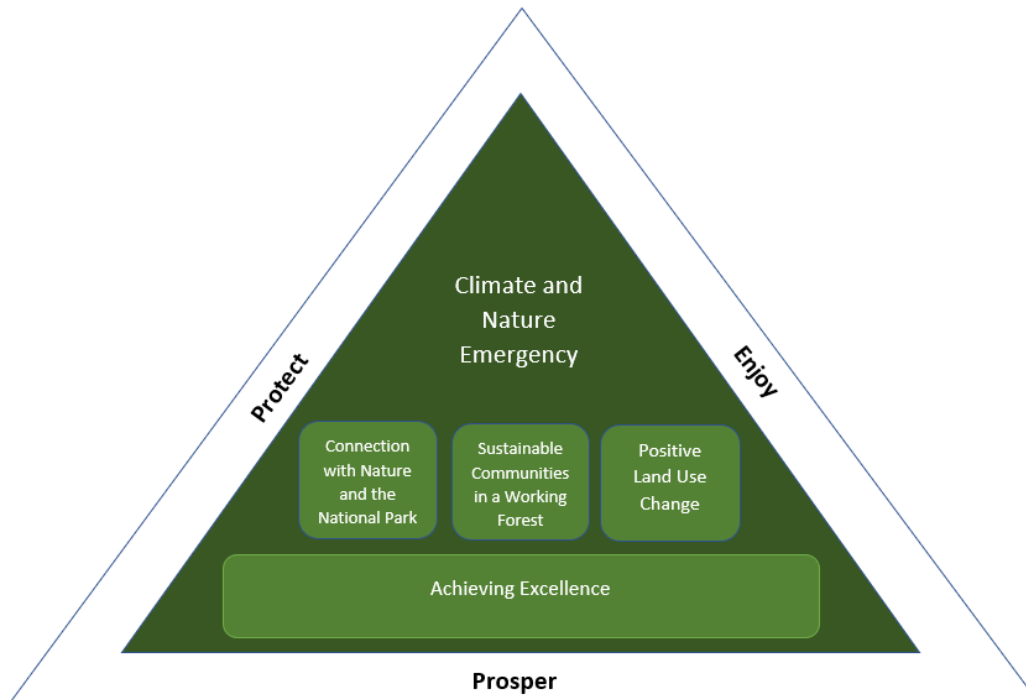 Climate and
Nature
Emergency
Protect
Enjoy
Connection
with Nature
and the
National Park
Sustainable
Communities
in a Working
Forest
Positive
Land Use
Change
Achieving Excellence
Prosper